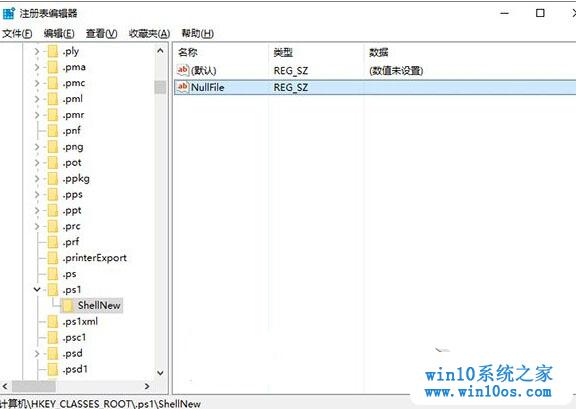 注册表编辑器
文件(F) 编辑(E) 查看(V) 收藏夹(A) 帮助(H)
.ply
.pma
.pmc
.pml
.pmr
.pnf
.png
.pot
.ppkg
.pps
.ppt
.prc
.prf
.printerExport
.ps
.ps1
ShellNew
.ps1xml
.psc1
.psd
.psd1
名称 类型 数据
(默认) REG_SZ (数值未设置)
NullFile REG_SZ
计算机\HKEY_CLASSES_ROOT\.ps1\ShellNew
win10系统之家
www.win10os.com